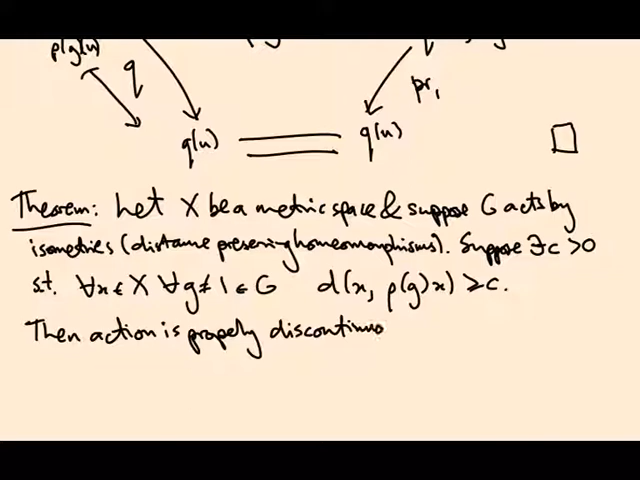 p(g)(u)
q
pr₁
q(u) q(u)
Theorem: Let X be a metric space & suppose G acts by
isometries (distance preserving homeomorphisms). Suppose ∃ c > 0
s.t. ∀x ∈ X ∀g ≠ 1 ∈ G d(x, ρ(g)x) ≥ c.
Then action is properly discontinuo